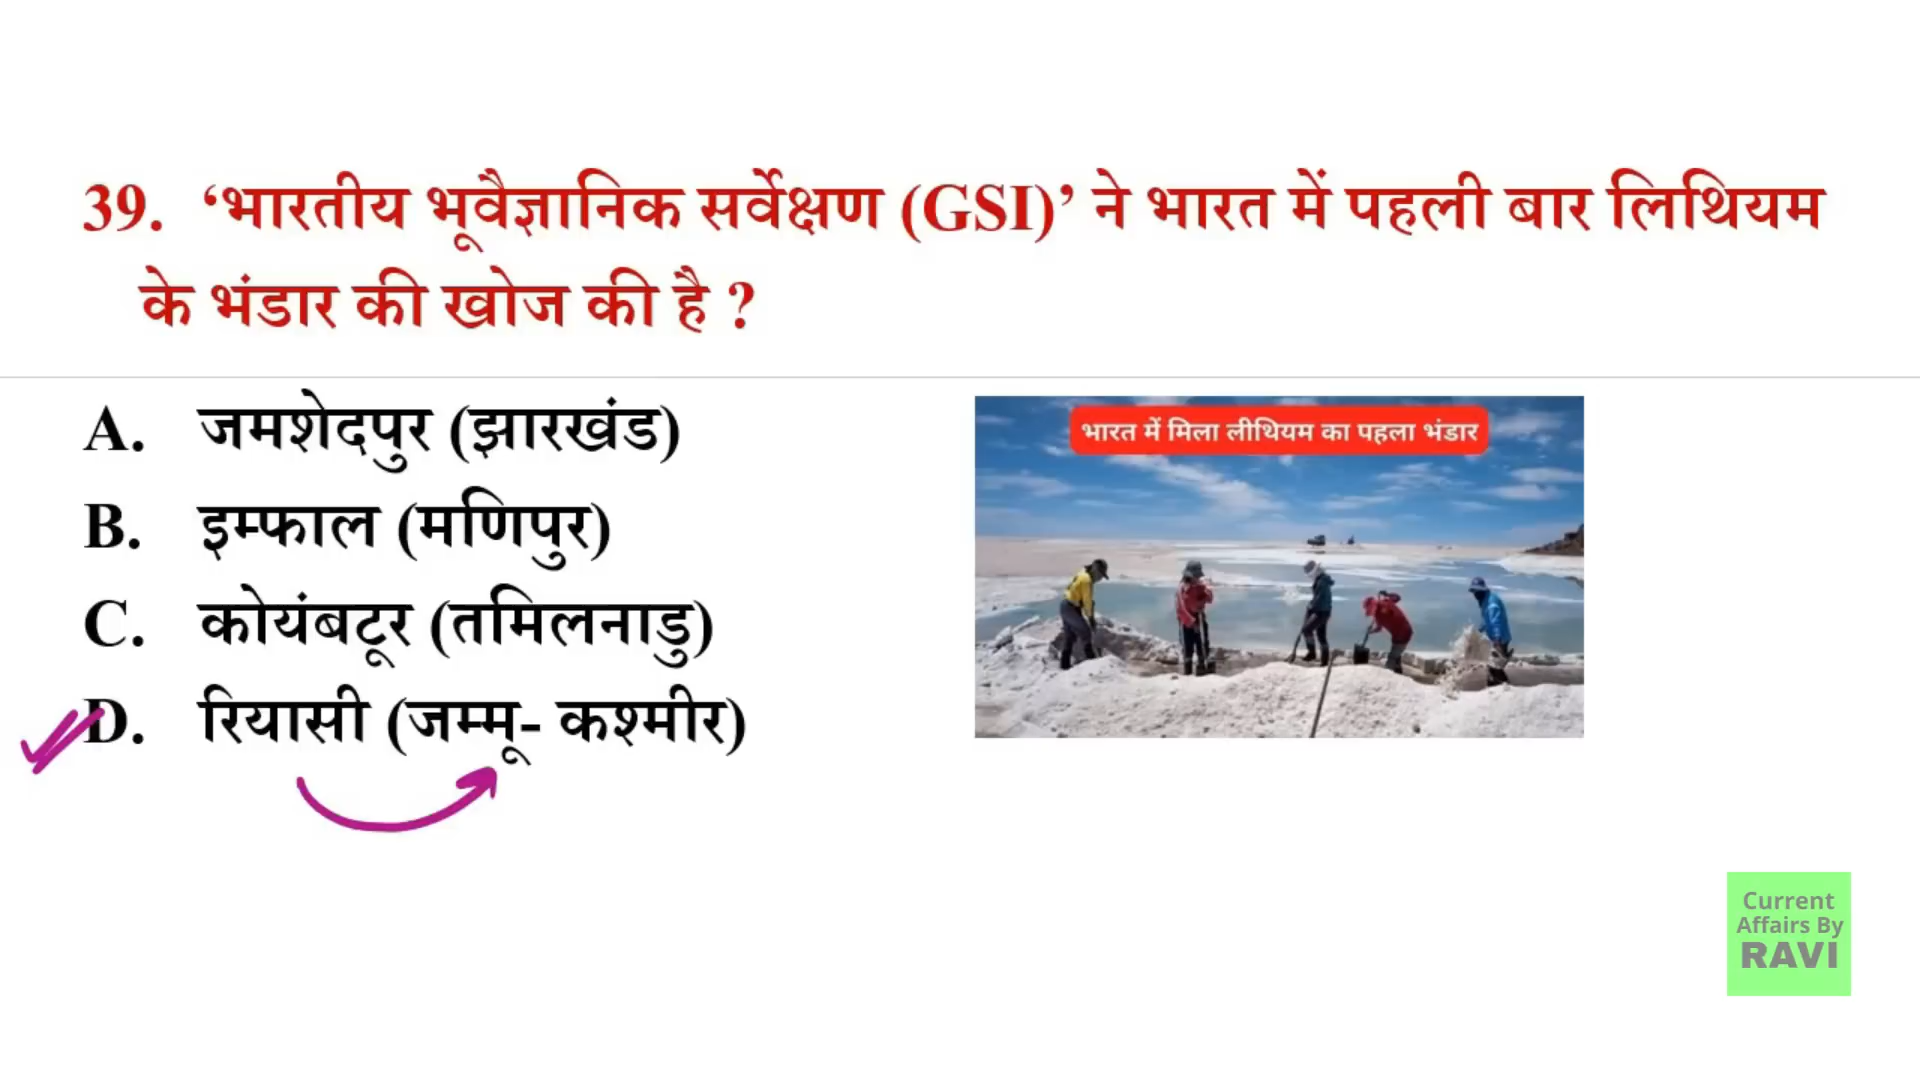 39. ‘भारतीय भूवैज्ञानिक सर्वेक्षण (GSI)’ ने भारत में पहली बार लिथियम
के भंडार की खोज की है ?
A. जमशेदपुर (झारखंड)
B. इम्फाल (मणिपुर)
C. कोयंबटूर (तमिलनाडु)
D. रियासी (जम्मू- कश्मीर)
भारत में मिला लीथियम का पहला भंडार
Current
Affairs By
RAVI